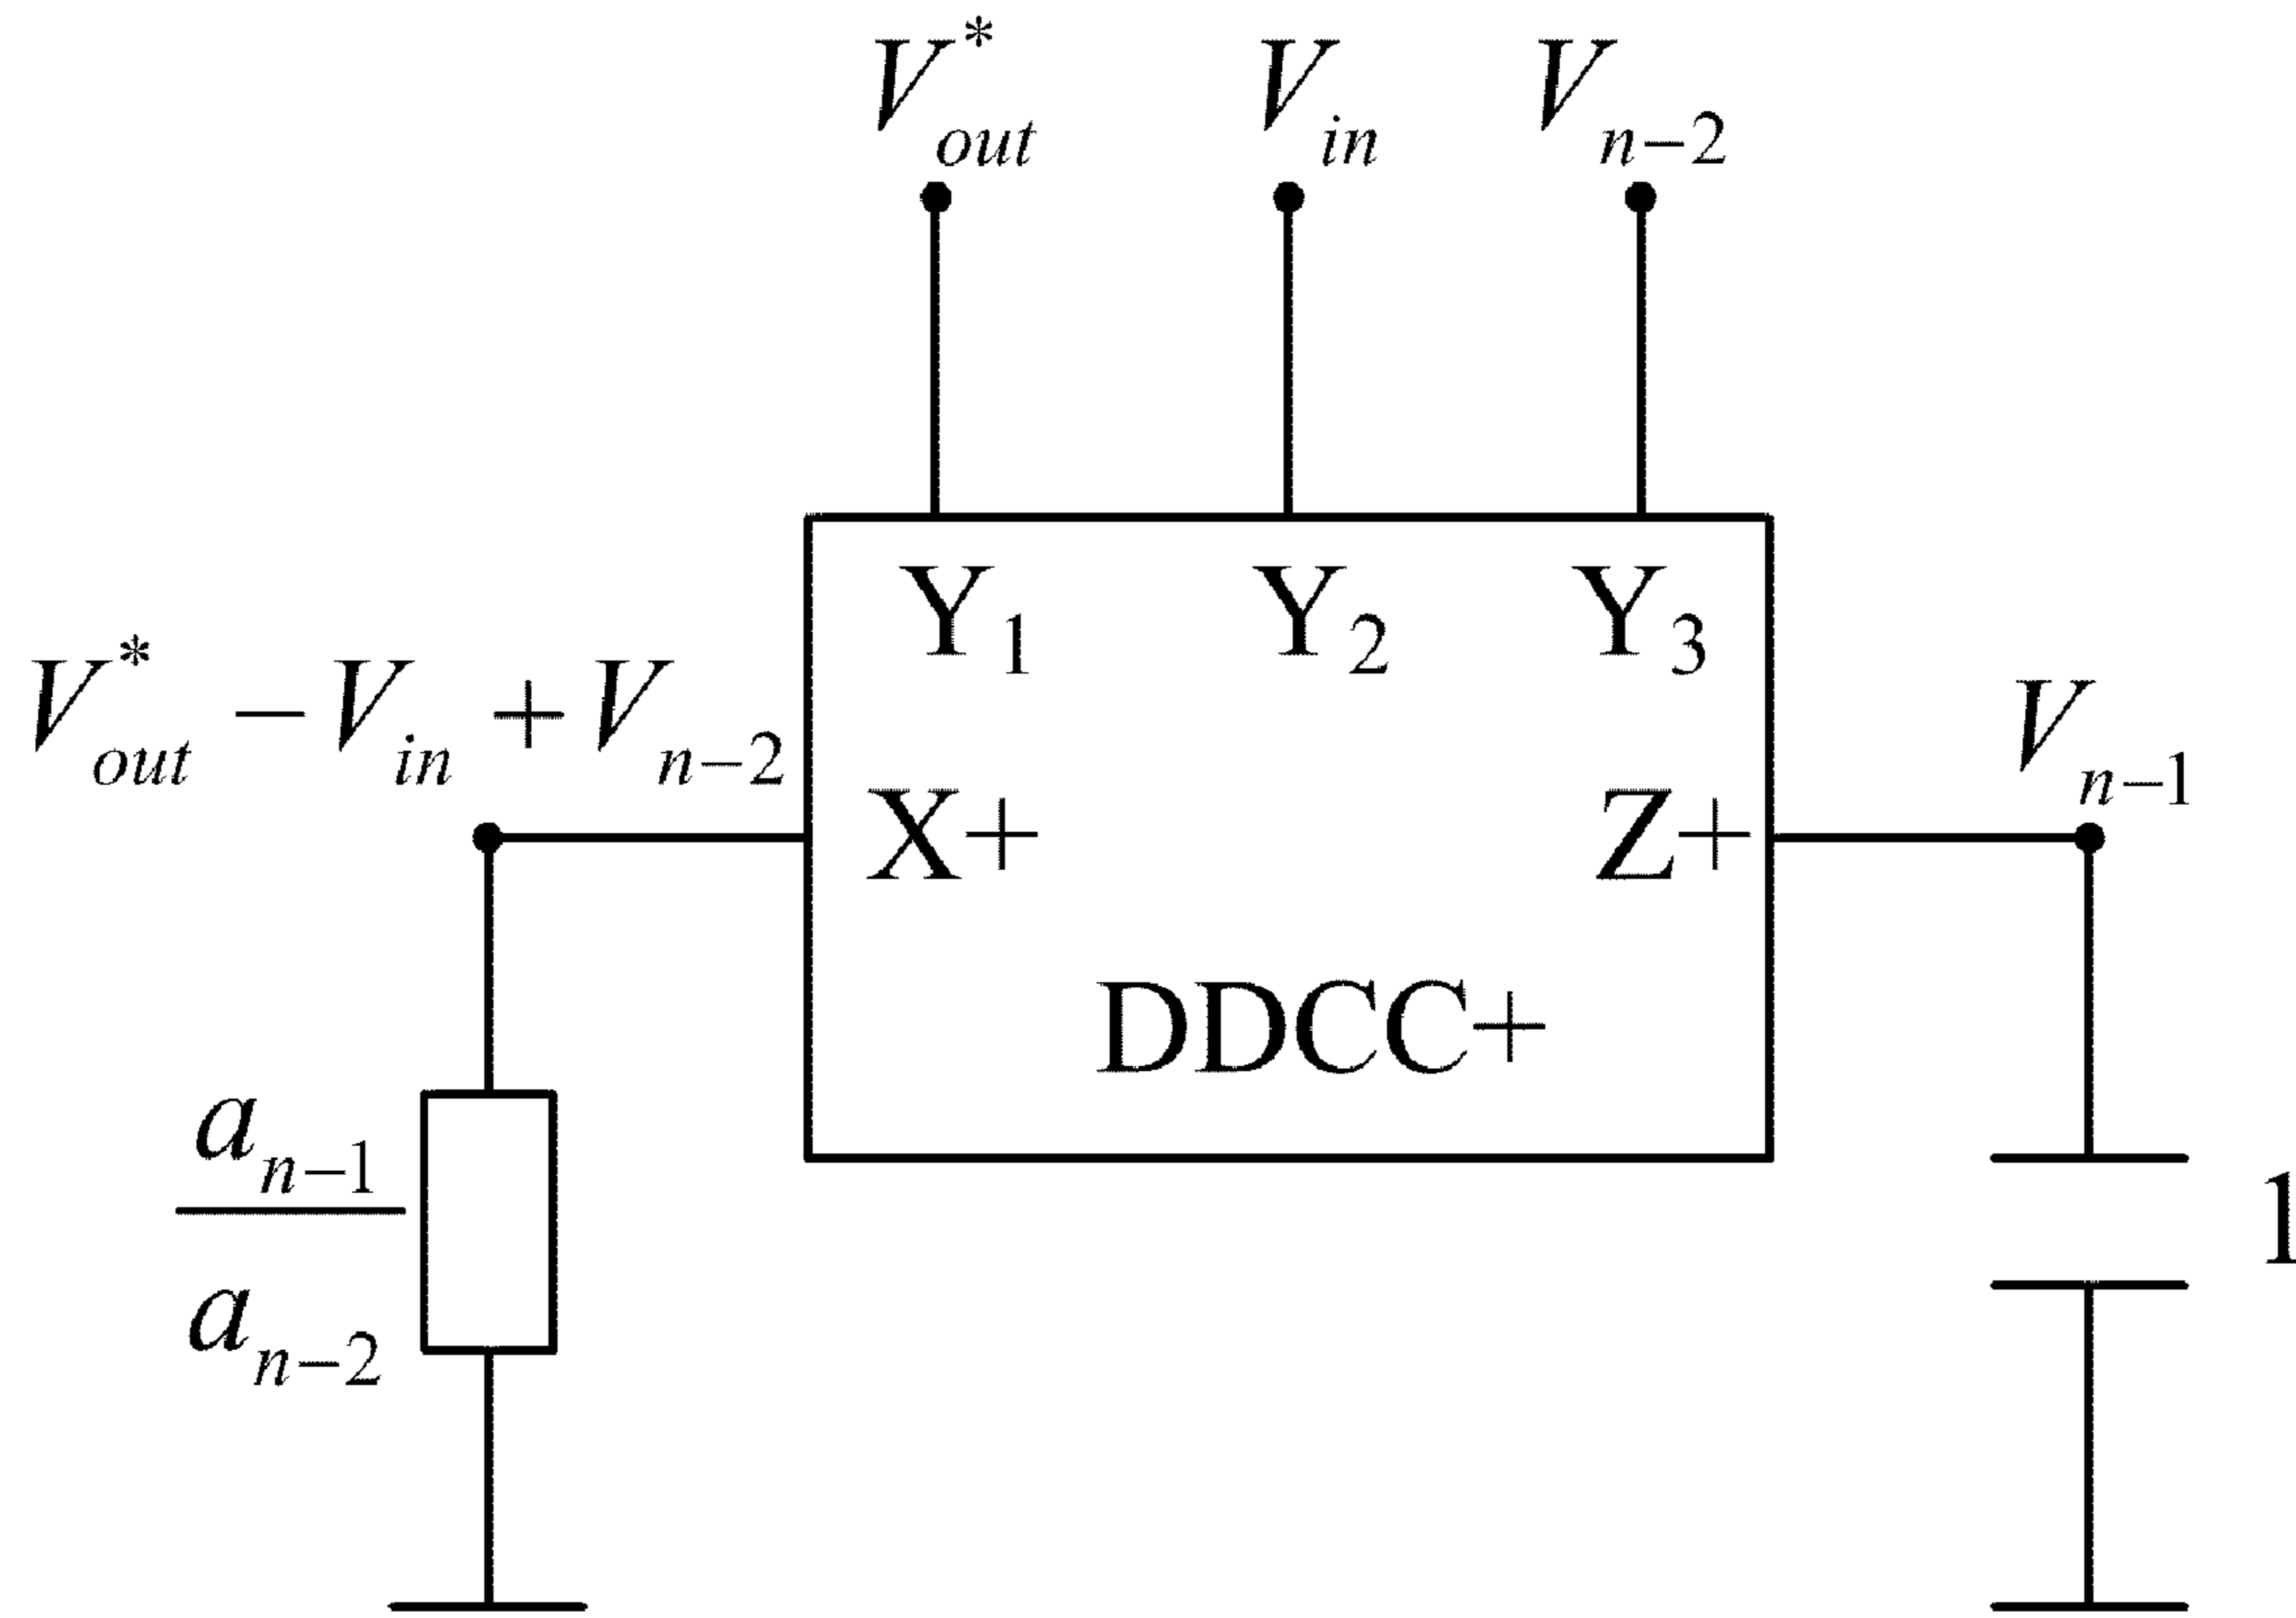 V*out Vin Vn−2
Y1 Y2 Y3
V*out − Vin + Vn−2
Vn−1
X+ Z+
DDCC+
an−1
an−2
1